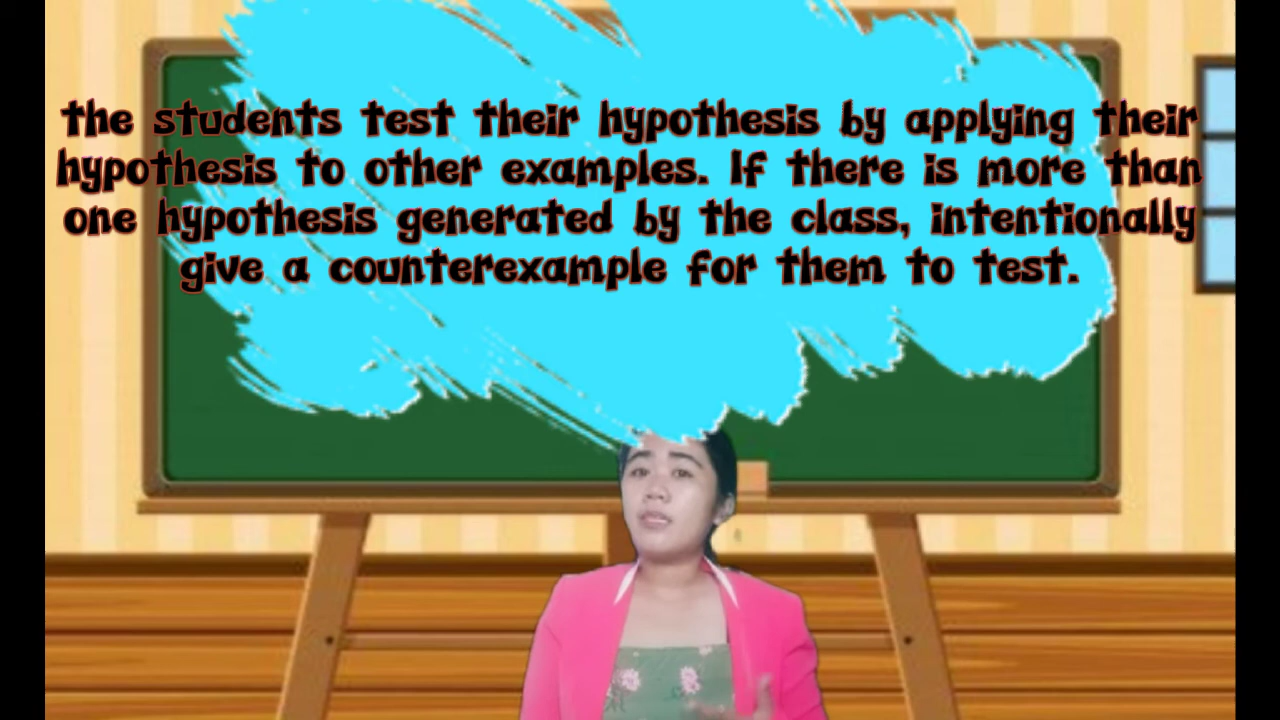 the students test their hypothesis by applying their
hypothesis to other examples. If there is more than
one hypothesis generated by the class, intentionally
give a counterexample for them to test.